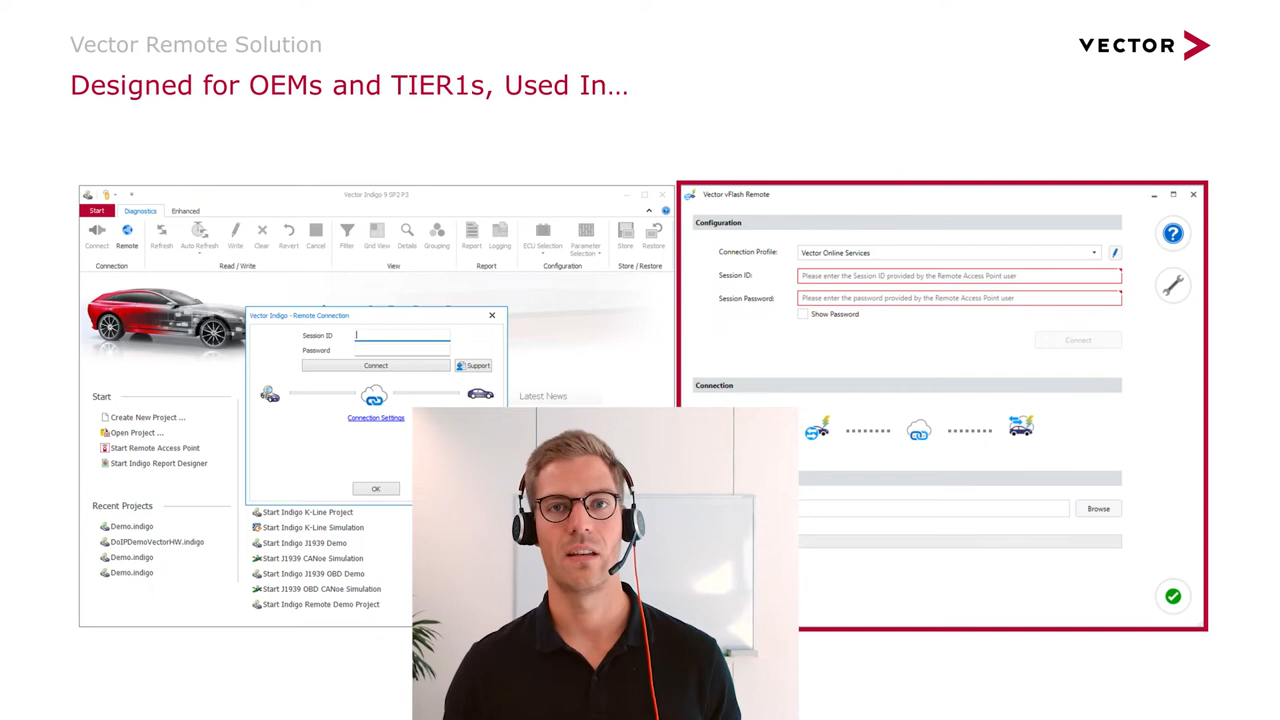 Vector Remote Solution
VECTOR
Designed for OEMs and TIER1s, Used In…
Vector Indigo 9 SP2 P3
Start Diagnostics Enhanced
Connect Remote Refresh Auto Refresh Write Clear Revert Cancel Filter Grid View Details Grouping Report Logging ECU Selection Parameter Selection Store Restore
Connection Read / Write View Report Configuration Store / Restore
Vector Indigo - Remote Connection
Session ID
Password
Connect
Support
Connection Settings
OK
Start
Create New Project ...
Open Project ...
Start Remote Access Point
Start Indigo Report Designer
Recent Projects
Demo.indigo
DoIPDemoVectorHW.indigo
Demo.indigo
Demo.indigo
Latest News
Start Indigo K-Line Project
Start Indigo K-Line Simulation
Start Indigo J1939 Demo
Start J1939 CANoe Simulation
Start Indigo J1939 OBD Demo
Start J1939 OBD CANoe Simulation
Start Indigo Remote Demo Project
Vector vFlash Remote
Configuration
Connection Profile: Vector Online Services
Session ID: Please enter the Session ID provided by the Remote Access Point user
Session Password: Please enter the password provided by the Remote Access Point user
Show Password
Connect
Connection
Browse